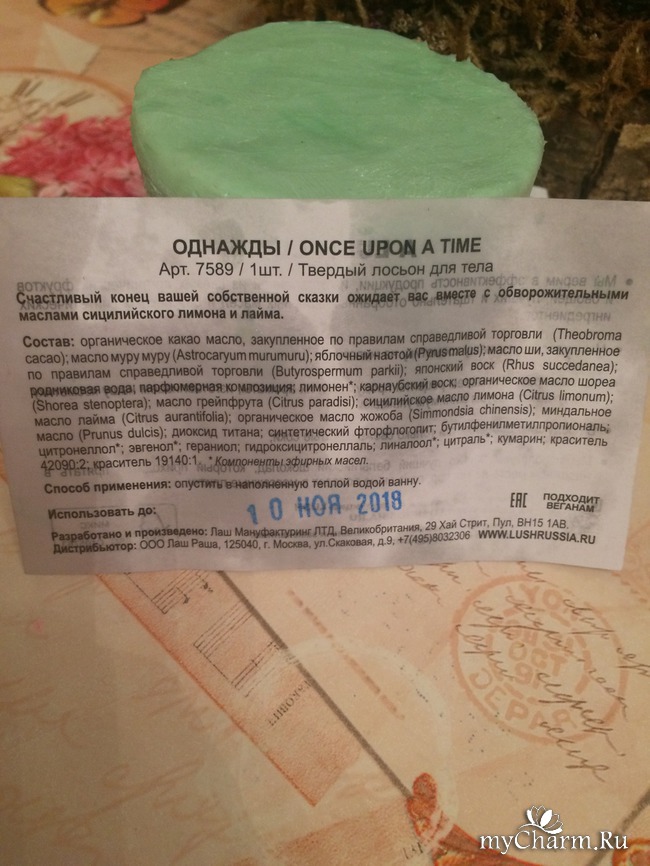 ОДНАЖДЫ / ONCE UPON A TIME
Арт. 7589 / 1шт. / Твердый лосьон для тела
Счастливый конец вашей собственной сказки ожидает вас вместе с обворожительными
маслами сицилийского лимона и лайма.
Состав: органическое какао масло, закупленное по правилам справедливой торговли (Theobroma
cacao); масло муру муру (Astrocaryum murumuru); яблочный настой (Pyrus malus); масло ши, закупленное
по правилам справедливой торговли (Butyrospermum parkii); японский воск (Rhus succedanea);
родниковая вода; парфюмерная композиция; лимонен*; карнаубский воск; органическое масло шореа
(Shorea stenoptera); масло грейпфрута (Citrus paradisi); сицилийское масло лимона (Citrus limonum);
масло лайма (Citrus aurantifolia); органическое масло жожоба (Simmondsia chinensis); миндальное
масло (Prunus dulcis); диоксид титана; синтетический фторфлогопит; бутилфенилметилпропиональ;
цитронеллол*; эвгенол*; гераниол; гидроксицитронеллаль; линалоол*; цитраль*; кумарин; краситель
42090:2; краситель 19140:1. * Компоненты эфирных масел.
Способ применения: опустить в наполненную теплой водой ванну.
Использовать до: 10 НОЯ 2018
EAC ПОДХОДИТ
ВЕГАНАМ
Разработано и произведено: Лаш Мануфактуринг ЛТД, Великобритания, 29 Хай Стрит, Пул, BH15 1AB.
Дистрибьютор: ООО Лаш Раша, 125040, г. Москва, ул.Скаковая, д.9, +7(495)8032306 WWW.LUSHRUSSIA.RU
myCharm.Ru